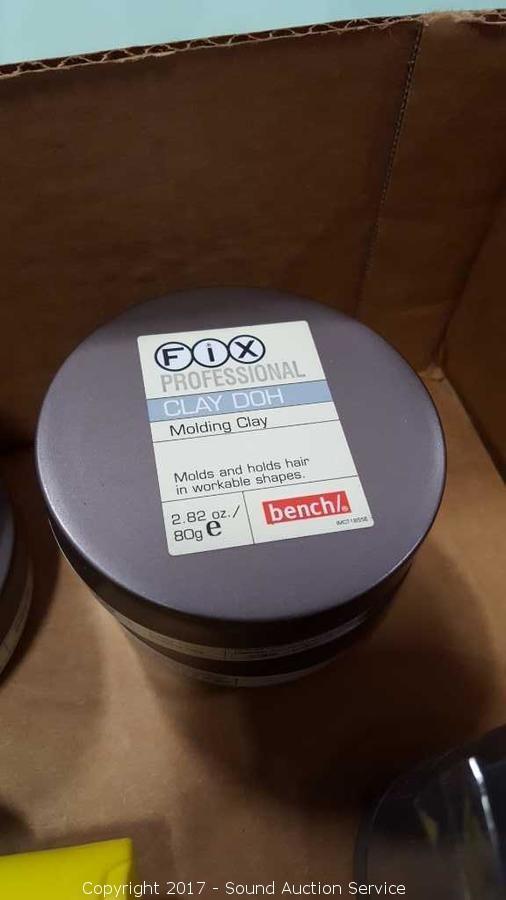 FiX
PROFESSIONAL
CLAY DOH
Molding Clay
Molds and holds hair
in workable shapes.
2.82 oz./
80g e
bench/®
Copyright 2017 - Sound Auction Service